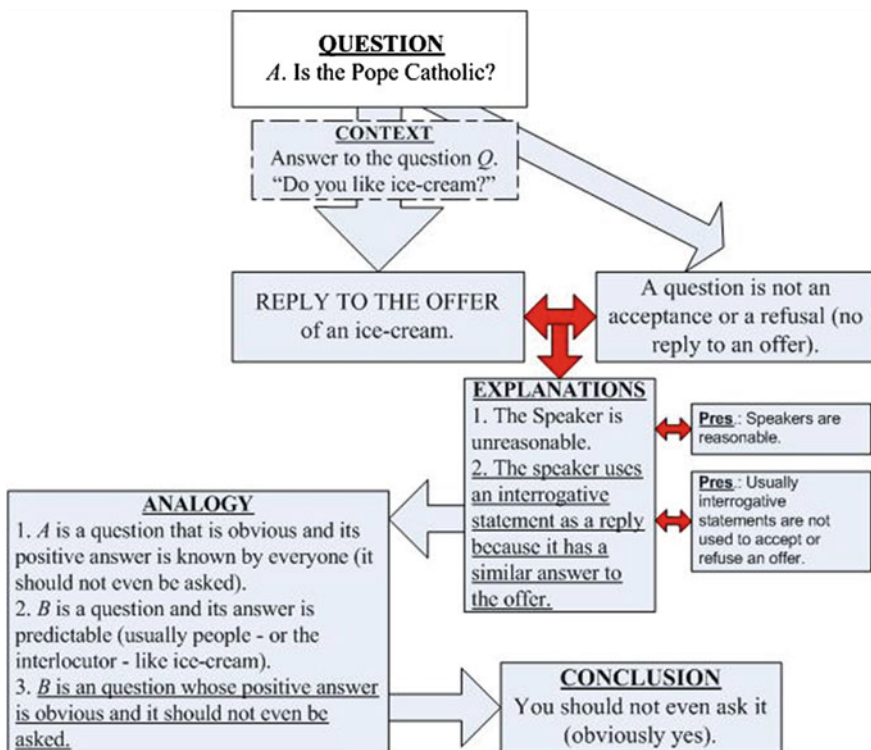 QUESTION
A. Is the Pope Catholic?
CONTEXT
Answer to the question Q.
“Do you like ice-cream?”
REPLY TO THE OFFER
of an ice-cream.
A question is not an
acceptance or a refusal (no
reply to an offer).
EXPLANATIONS
1. The Speaker is
unreasonable.
2. The speaker uses
an interrogative
statement as a reply
because it has a
similar answer to
the offer.
Pres.: Speakers are
reasonable.
Pres.: Usually
interrogative
statements are not
used to accept or
refuse an offer.
ANALOGY
1. A is a question that is obvious and its
positive answer is known by everyone (it
should not even be asked).
2. B is a question and its answer is
predictable (usually people - or the
interlocutor - like ice-cream).
3. B is an question whose positive answer
is obvious and it should not even be
asked.
CONCLUSION
You should not even ask it
(obviously yes).